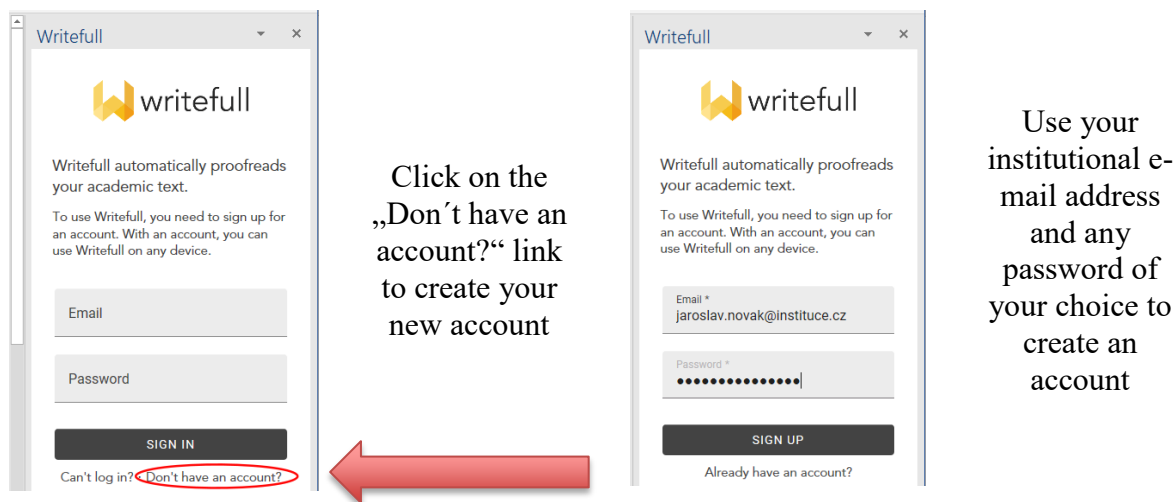 Writefull
writefull
Writefull automatically proofreads
your academic text.
To use Writefull, you need to sign up for
an account. With an account, you can
use Writefull on any device.
Email
Password
SIGN IN
Can't log in? Don't have an account?
Click on the
„Don´t have an
account?“ link
to create your
new account
Writefull
writefull
Writefull automatically proofreads
your academic text.
To use Writefull, you need to sign up for
an account. With an account, you can
use Writefull on any device.
Email *
jaroslav.novak@instituce.cz
Password *
●●●●●●●●●●●●●●●
SIGN UP
Already have an account?
Use your
institutional e-
mail address
and any
password of
your choice to
create an
account